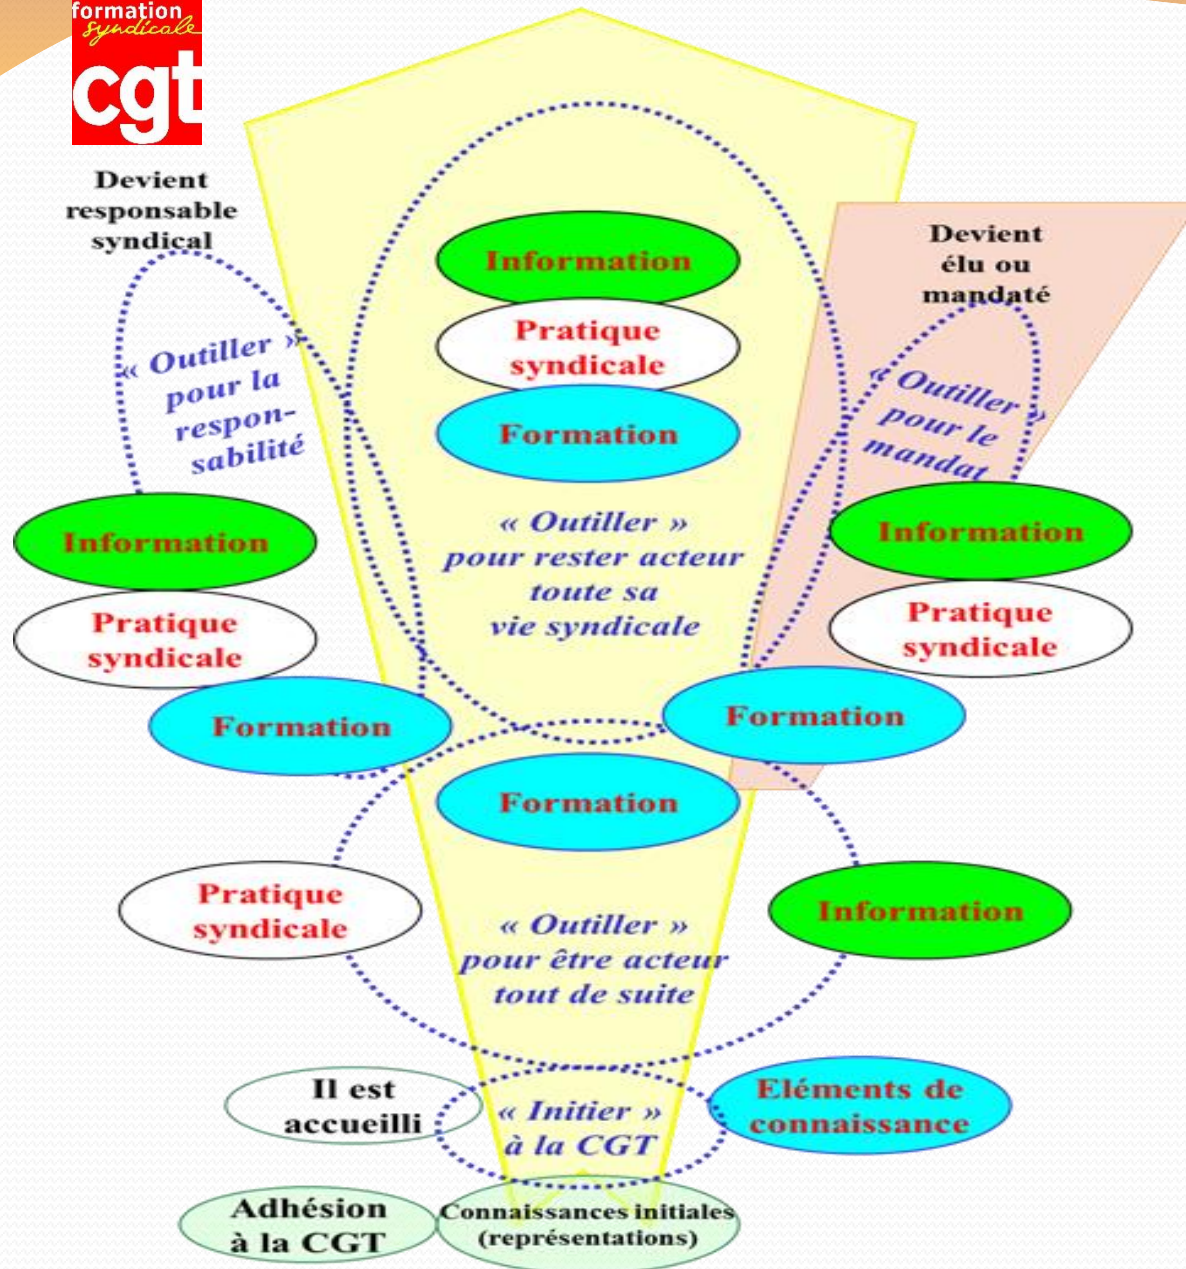 formation
syndicale
cgt
Devient
responsable
syndical
Devient
élu ou
mandaté
Information
Pratique
syndicale
Formation
« Outiller »
pour la
respon-
sabilité
« Outiller »
pour le
mandat
« Outiller »
pour rester acteur
toute sa
vie syndicale
Information
Pratique
syndicale
Formation
Information
Pratique
syndicale
Formation
Formation
Pratique
syndicale
Information
« Outiller »
pour être acteur
tout de suite
Il est
accueilli
« Initier »
à la CGT
Eléments de
connaissance
Adhésion
à la CGT
Connaissances initiales
(représentations)